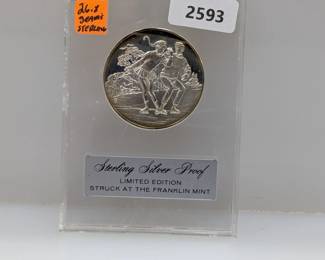 2593
26.8
GRAMS
STERLING
Sterling Silver Proof
LIMITED EDITION
STRUCK AT THE FRANKLIN MINT